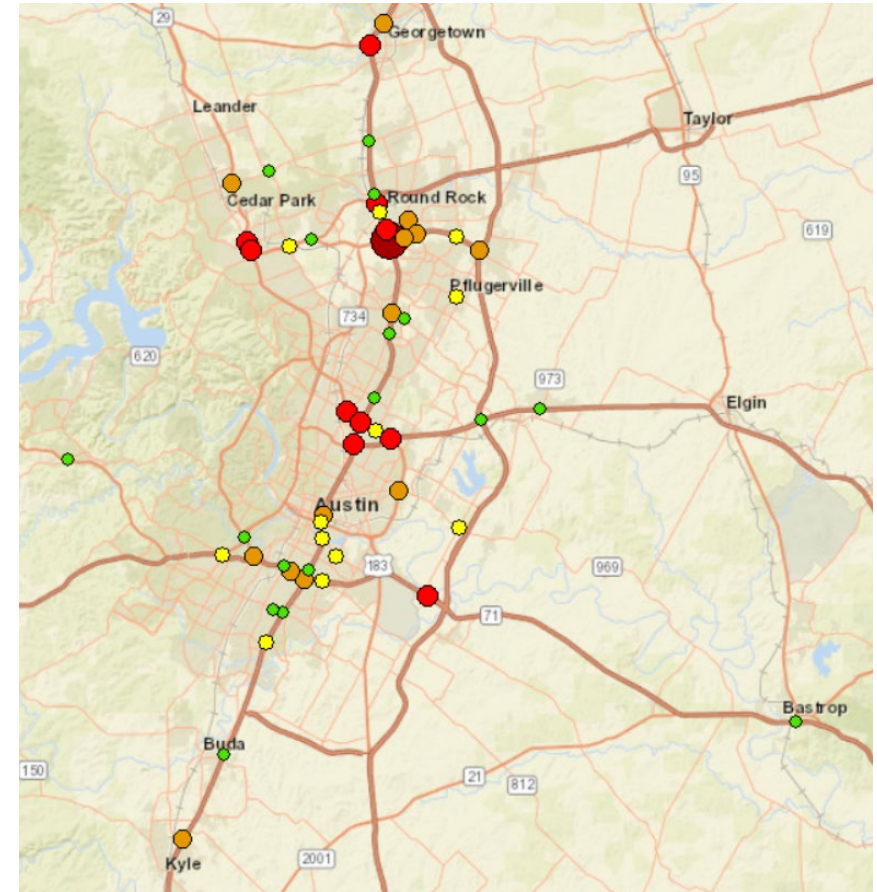 29
Georgetown
Leander
Taylor
95
Cedar Park
Round Rock
619
Pflugerville
734
620
973
Elgin
Austin
183
969
71
Bastrop
Buda
150
21
812
2001
Kyle